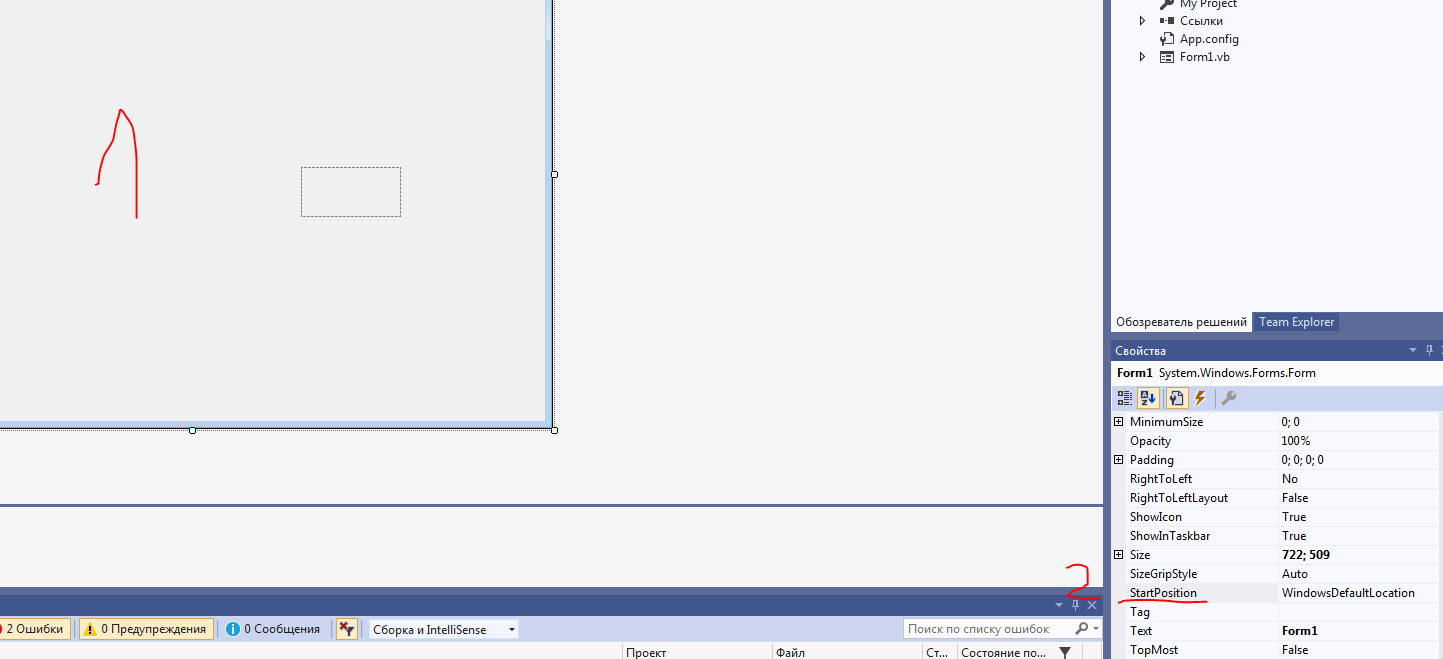 My Project
Ссылки
App.config
Form1.vb
1
Обозреватель решений Team Explorer
Свойства
Form1 System.Windows.Forms.Form
MinimumSize 0; 0
Opacity 100%
Padding 0; 0; 0; 0
RightToLeft No
RightToLeftLayout False
ShowIcon True
ShowInTaskbar True
Size 722; 509
SizeGripStyle Auto
2
StartPosition WindowsDefaultLocation
Tag
Text Form1
TopMost False
2 Ошибки 0 Предупреждения 0 Сообщения Сборка и IntelliSense Поиск по списку ошибок
Проект Файл Ст... Состояние по...